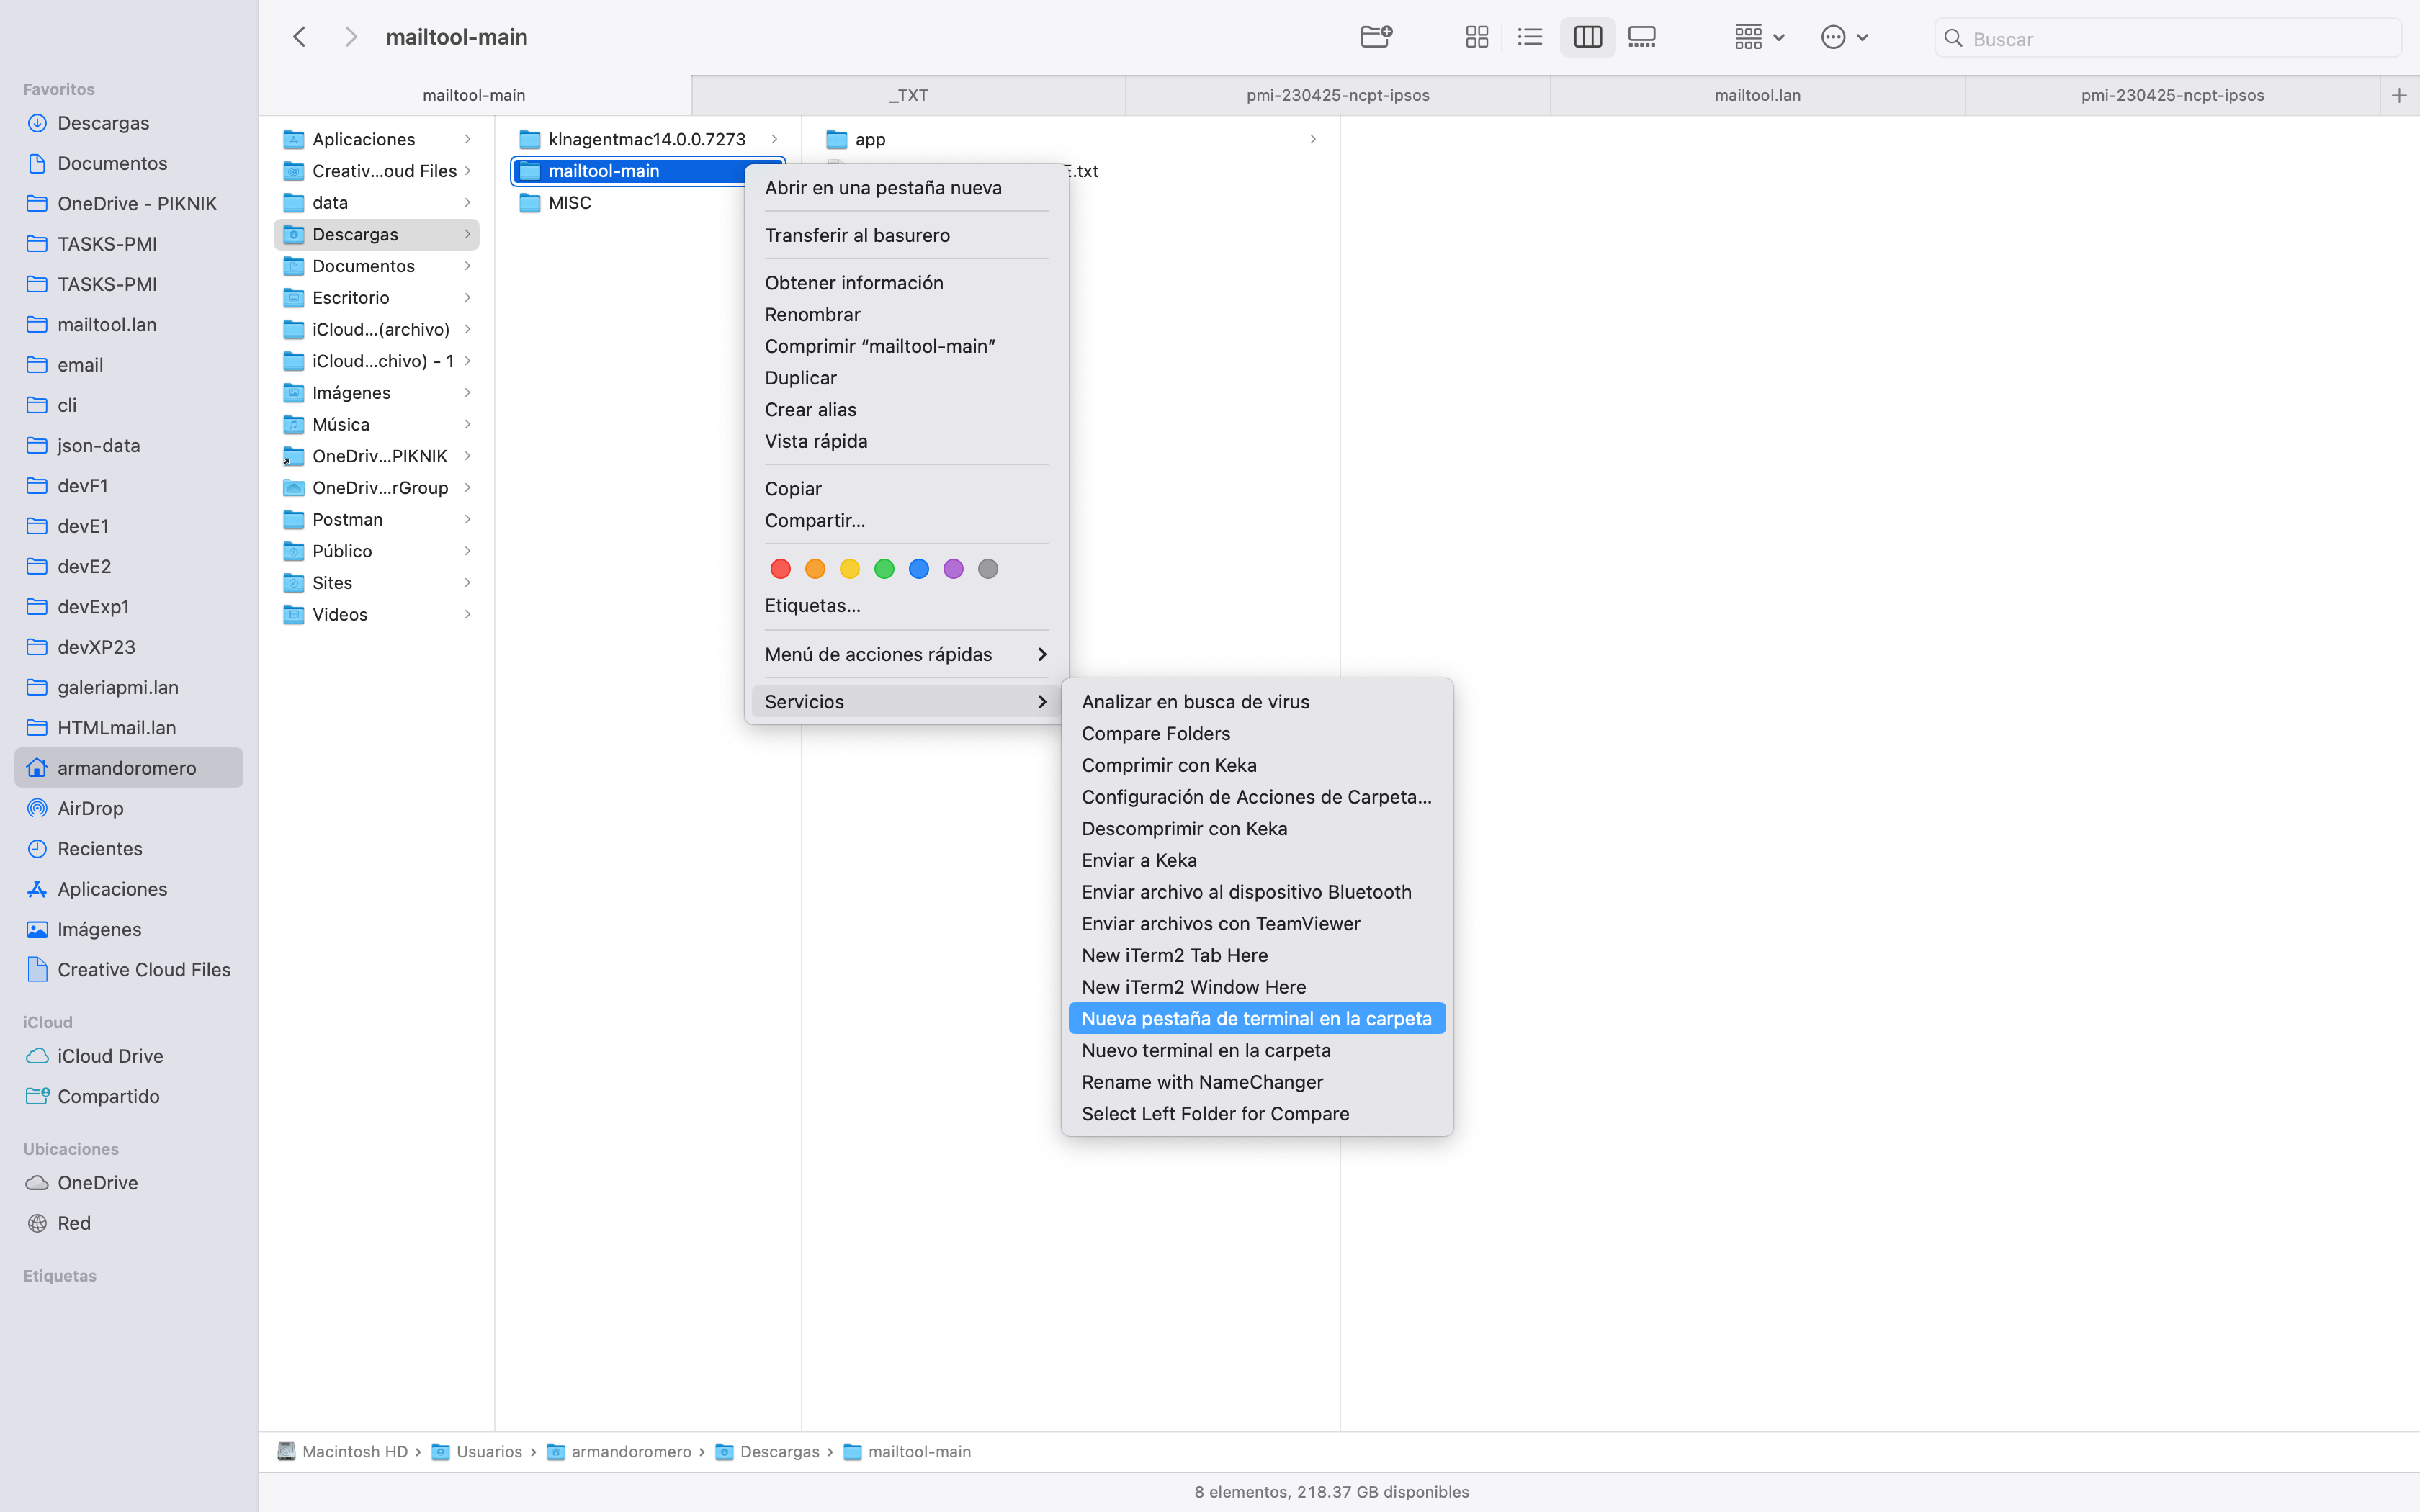 mailtool-main
Buscar
mailtool-main
_TXT
pmi-230425-ncpt-ipsos
mailtool.lan
pmi-230425-ncpt-ipsos
Favoritos
Descargas
Documentos
OneDrive - PIKNIK
TASKS-PMI
TASKS-PMI
mailtool.lan
email
cli
json-data
devF1
devE1
devE2
devExp1
devXP23
galeriapmi.lan
HTMLmail.lan
armandoromero
AirDrop
Recientes
Aplicaciones
Imágenes
Creative Cloud Files
iCloud
iCloud Drive
Compartido
Ubicaciones
OneDrive
Red
Etiquetas
Aplicaciones
Creativ...oud Files
data
Descargas
Documentos
Escritorio
iCloud...(archivo)
iCloud...chivo) - 1
Imágenes
Música
OneDriv...PIKNIK
OneDriv...rGroup
Postman
Público
Sites
Videos
klnagentmac14.0.0.7273
mailtool-main
MISC
app
E.txt
Abrir en una pestaña nueva
Transferir al basurero
Obtener información
Renombrar
Comprimir “mailtool-main”
Duplicar
Crear alias
Vista rápida
Copiar
Compartir...
Etiquetas...
Menú de acciones rápidas
Servicios
Analizar en busca de virus
Compare Folders
Comprimir con Keka
Configuración de Acciones de Carpeta...
Descomprimir con Keka
Enviar a Keka
Enviar archivo al dispositivo Bluetooth
Enviar archivos con TeamViewer
New iTerm2 Tab Here
New iTerm2 Window Here
Nueva pestaña de terminal en la carpeta
Nuevo terminal en la carpeta
Rename with NameChanger
Select Left Folder for Compare
Macintosh HD › Usuarios › armandoromero › Descargas › mailtool-main
8 elementos, 218.37 GB disponibles